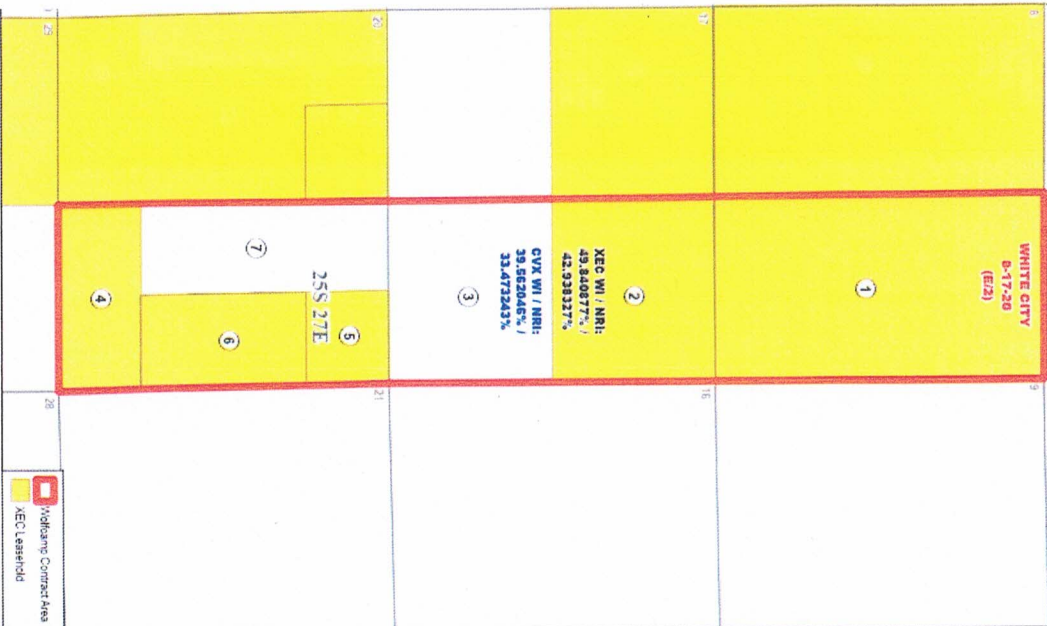 WHITE CITY
8-17-20
(E/2)
8
9
1
17
16
XEC WI / NRI:
49.840877% /
42.938327%
2
CVX WI / NRI:
39.562046% /
33.473243%
3
20
21
25S 27E
5
7
6
4
29
28
Wolfcamp Contract Area
XEC Leasehold